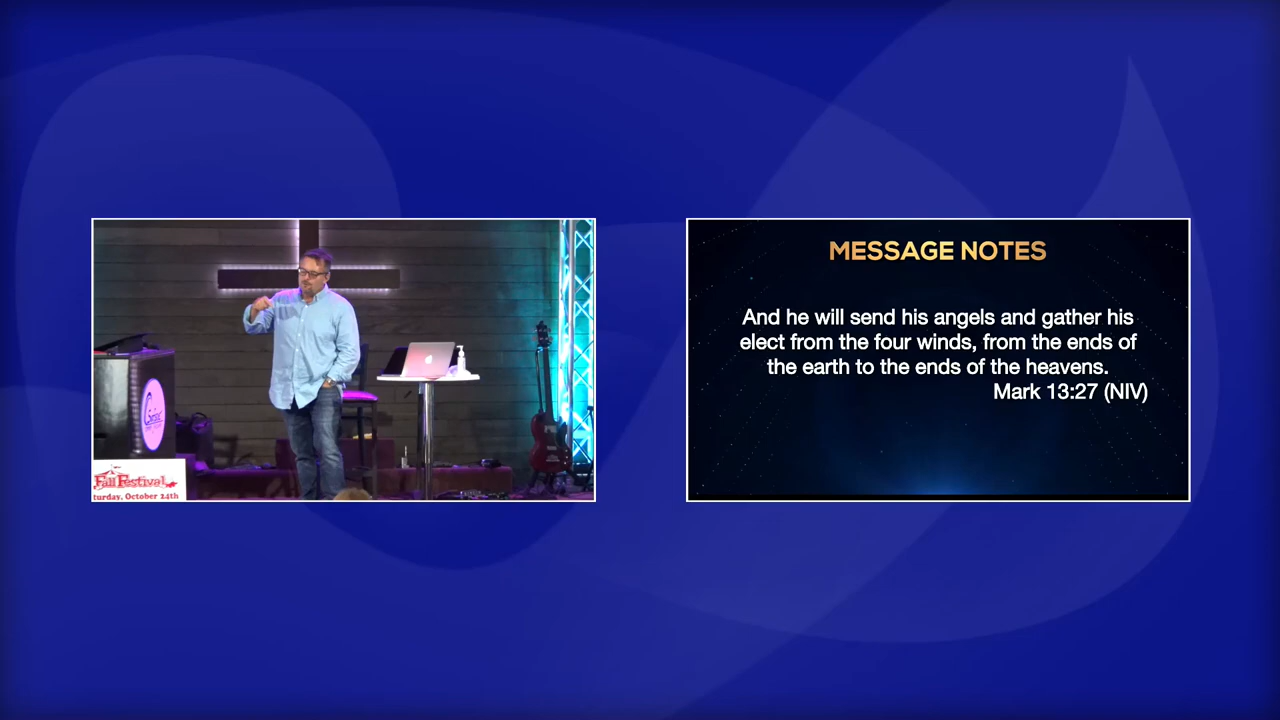 Fall Festival
turday, October 24th
MESSAGE NOTES
And he will send his angels and gather his
elect from the four winds, from the ends of
the earth to the ends of the heavens.
Mark 13:27 (NIV)